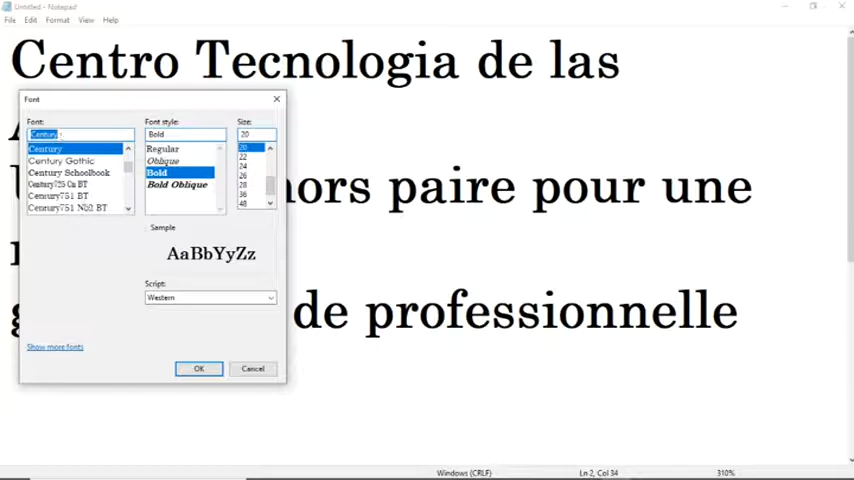 Untitled - Notepad
File Edit Format View Help
Centro Tecnologia de las
hors paire pour une
de professionnelle
Font
Font: Font style: Size:
Century Bold 20
Century Regular 20
Century Gothic Oblique 22
Century Schoolbook Bold 24
Century725 Cn BT Bold Oblique 26
Century751 BT 28
Century751 No2 BT 36
48
Sample
AaBbYyZz
Script:
Western
Show more fonts
OK Cancel
Windows (CRLF) Ln 2, Col 34 310%